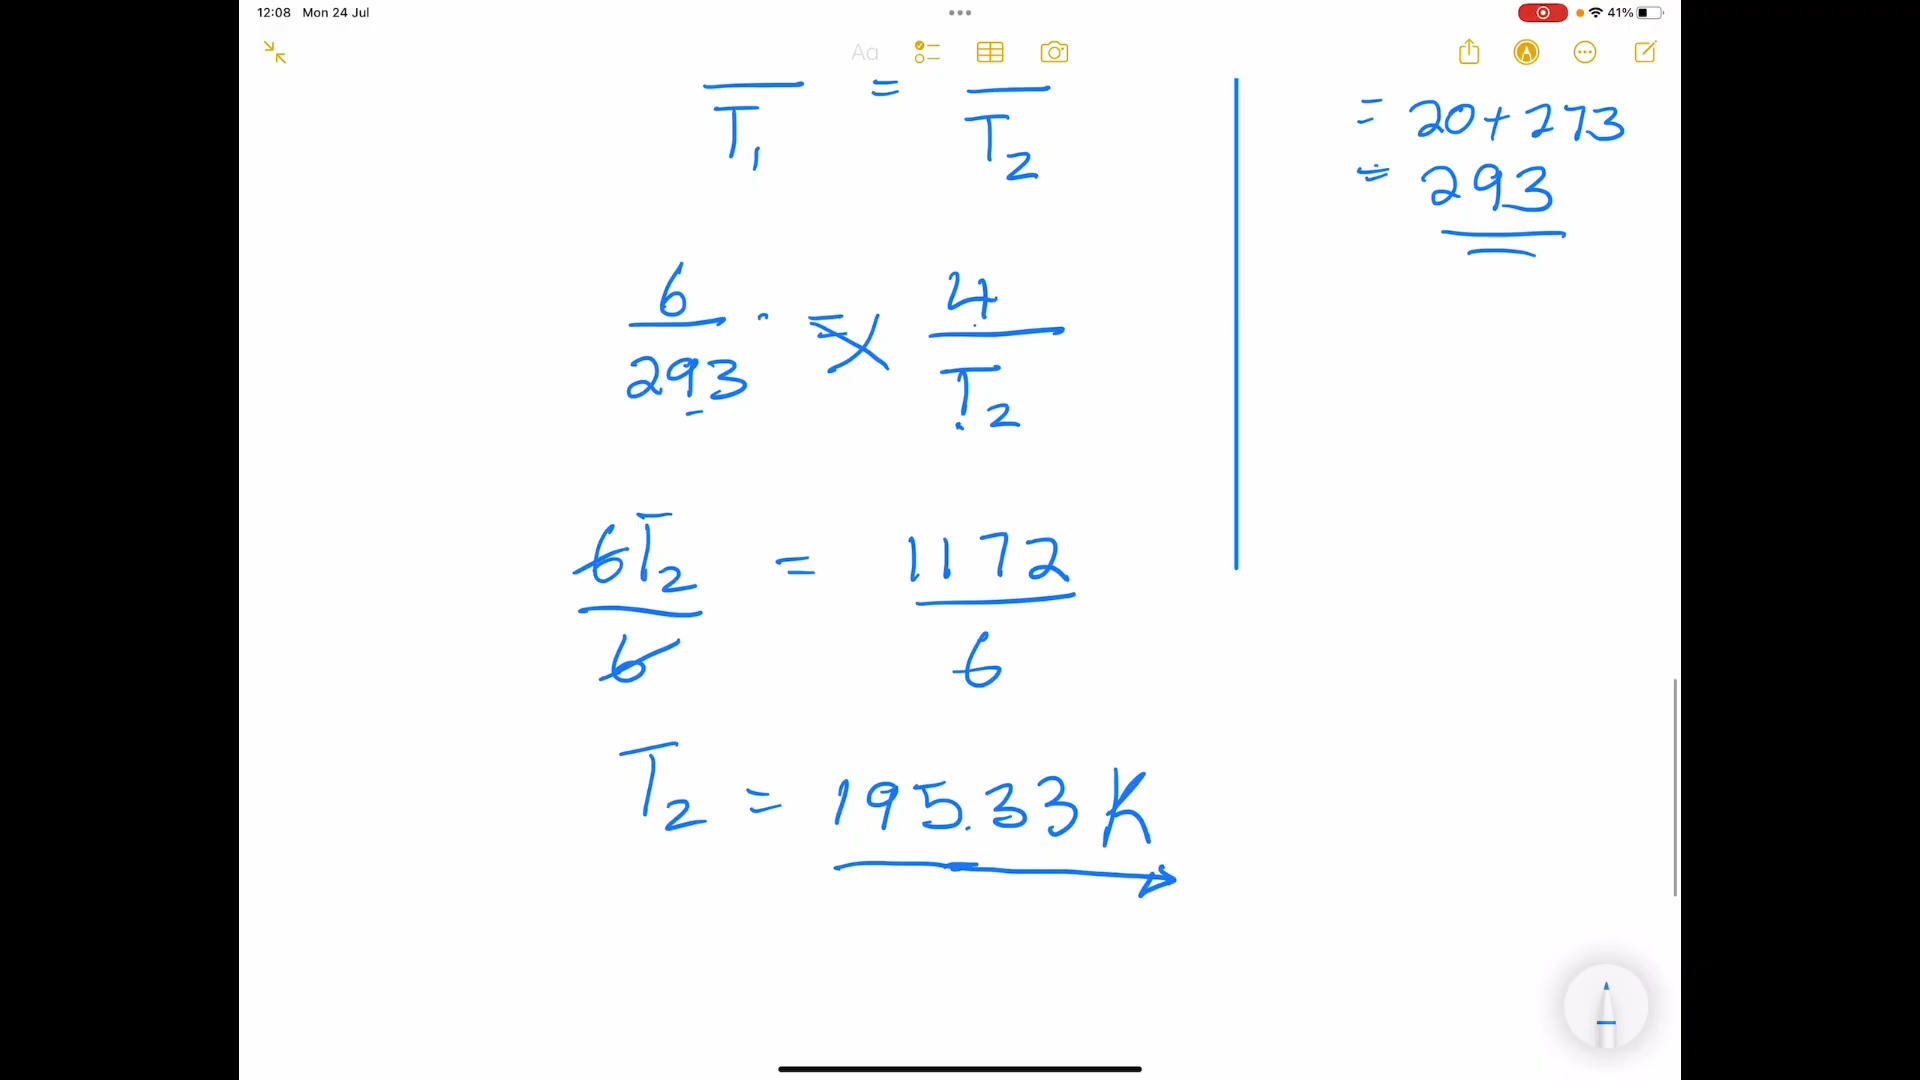 12:08 Mon 24 Jul
41%
Aa
T₁ = T₂
= 20 + 273
= 293
6/293 = 4/T₂
6T₂/6 = 1172/6
T₂ = 195.33 K